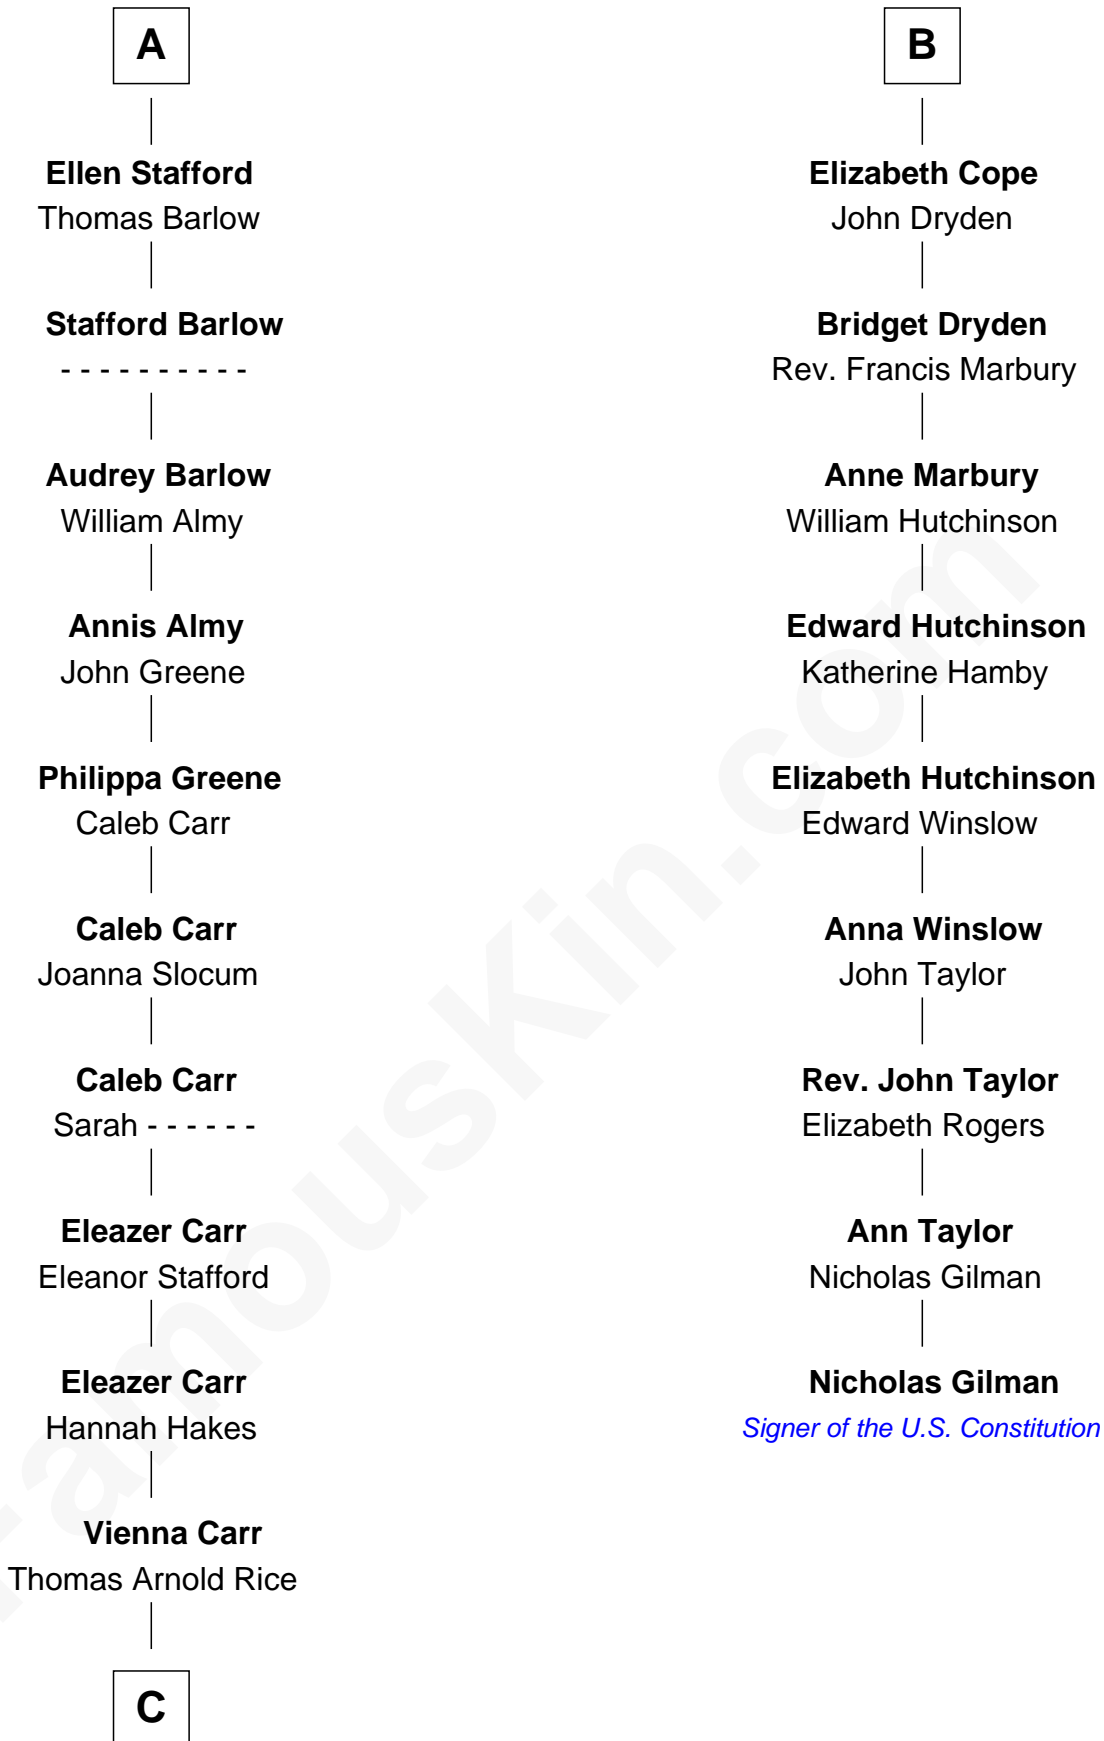 A
Ellen Stafford
Thomas Barlow
Stafford Barlow
- - - - - - - - - -
Audrey Barlow
William Almy
Annis Almy
John Greene
Philippa Greene
Caleb Carr
Caleb Carr
Joanna Slocum
Caleb Carr
Sarah - - - - - -
Eleazer Carr
Eleanor Stafford
Eleazer Carr
Hannah Hakes
Vienna Carr
Thomas Arnold Rice
C
B
Elizabeth Cope
John Dryden
Bridget Dryden
Rev. Francis Marbury
Anne Marbury
William Hutchinson
Edward Hutchinson
Katherine Hamby
Elizabeth Hutchinson
Edward Winslow
Anna Winslow
John Taylor
Rev. John Taylor
Elizabeth Rogers
Ann Taylor
Nicholas Gilman
Nicholas Gilman
Signer of the U.S. Constitution
FamousKin.com